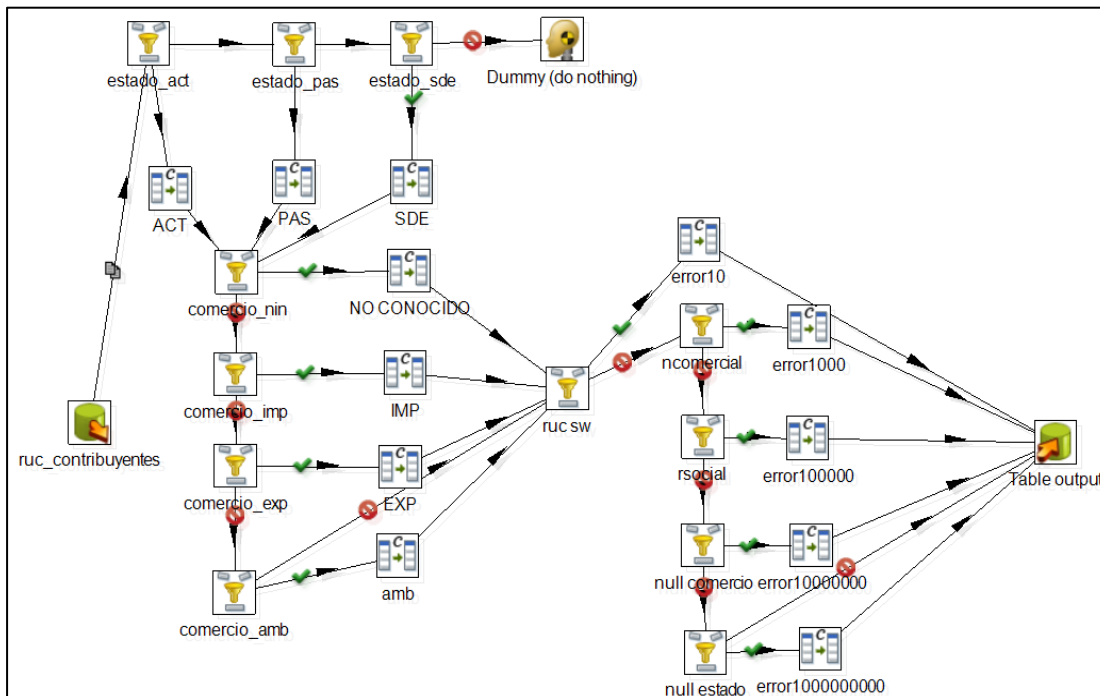 estado_act
estado_pas
estado_sde
Dummy (do nothing)
ACT
PAS
SDE
error10
comercio_nin
NO CONOCIDO
ncomercial
error1000
comercio_imp
IMP
ruc sw
ruc_contribuyentes
rsocial
error100000
Table output
comercio_exp
EXP
null comercio
error10000000
amb
comercio_amb
null estado
error1000000000